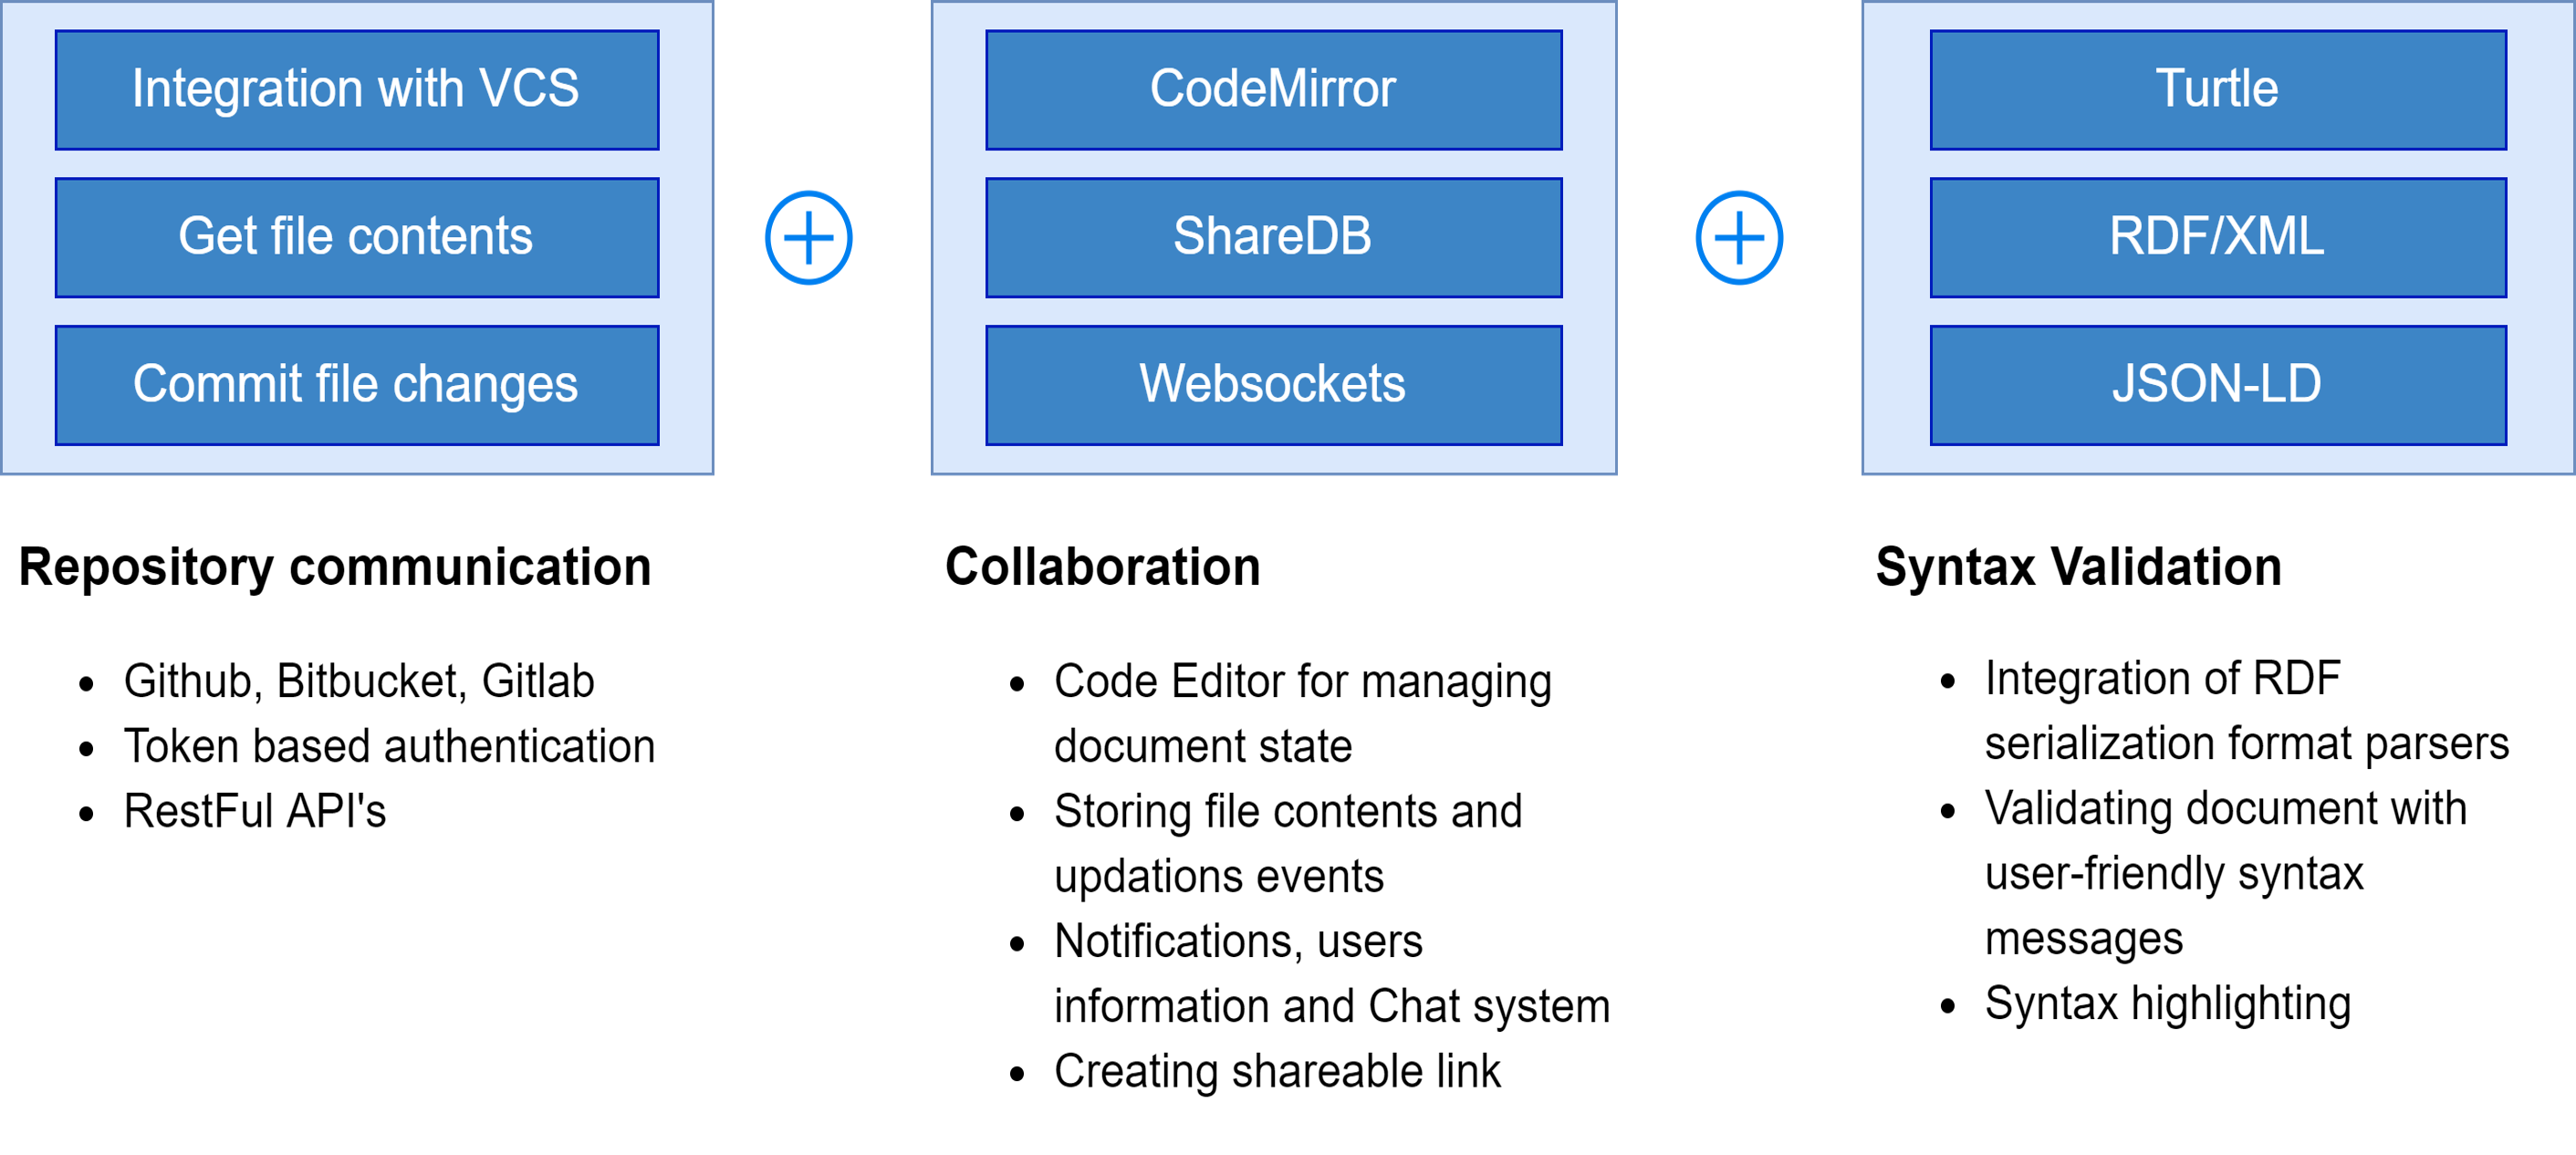 Integration with VCS
Get file contents
Commit file changes
CodeMirror
ShareDB
Websockets
Turtle
RDF/XML
JSON-LD
Repository communication
• Github, Bitbucket, Gitlab
• Token based authentication
• RestFul API's
Collaboration
• Code Editor for managing
document state
• Storing file contents and
updations events
• Notifications, users
information and Chat system
• Creating shareable link
Syntax Validation
• Integration of RDF
serialization format parsers
• Validating document with
user-friendly syntax
messages
• Syntax highlighting